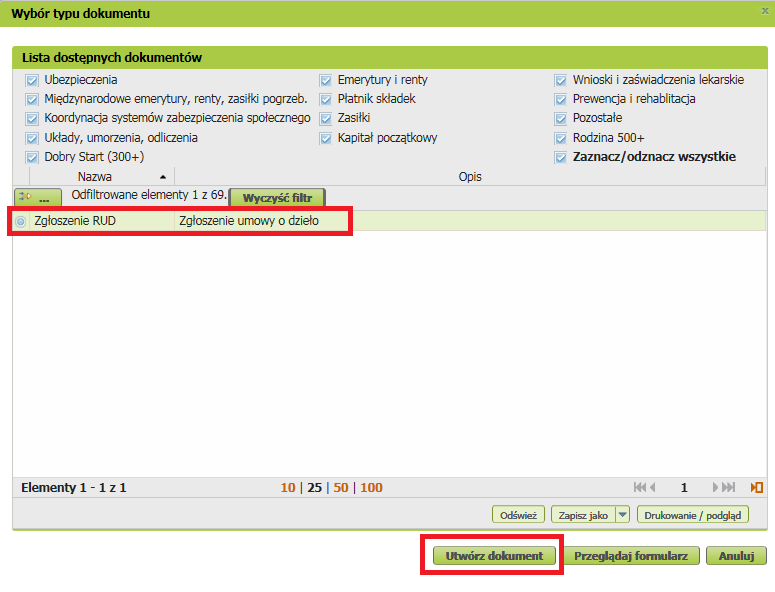 Wybór typu dokumentu x
Lista dostępnych dokumentów
Ubezpieczenia Emerytury i renty Wnioski i zaświadczenia lekarskie
Międzynarodowe emerytury, renty, zasiłki pogrzeb. Płatnik składek Prewencja i rehablitacja
Koordynacja systemów zabezpieczenia społecznego Zasiłki Pozostałe
Układy, umorzenia, odliczenia Kapitał początkowy Rodzina 500+
Dobry Start (300+) Zaznacz/odznacz wszystkie
Nazwa Opis
... Odfiltrowane elementy 1 z 69. Wyczyść filtr
Zgłoszenie RUD Zgłoszenie umowy o dzieło
Elementy 1 - 1 z 1 10 | 25 | 50 | 100 1
Odśwież Zapisz jako Drukowanie / podgląd
Utwórz dokument Przeglądaj formularz Anuluj